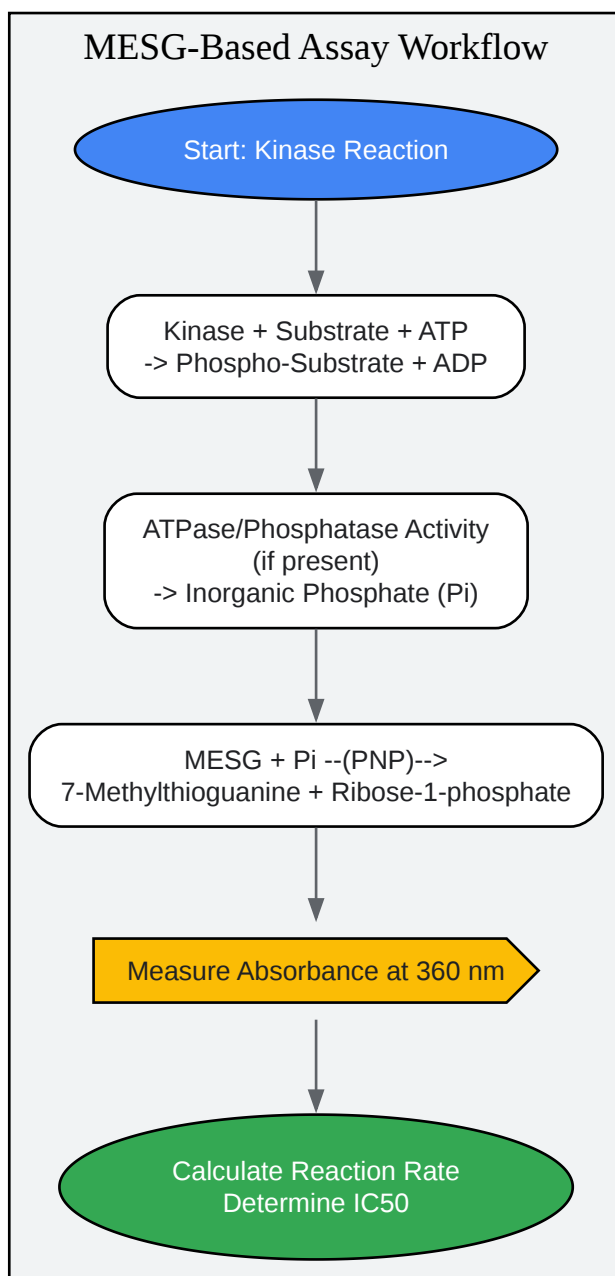 MESG-Based Assay Workflow
Start: Kinase Reaction
Kinase + Substrate + ATP
-> Phospho-Substrate + ADP
ATPase/Phosphatase Activity
(if present)
-> Inorganic Phosphate (Pi)
MESG + Pi --(PNP)-->
7-Methylthioguanine + Ribose-1-phosphate
Measure Absorbance at 360 nm
Calculate Reaction Rate
Determine IC50